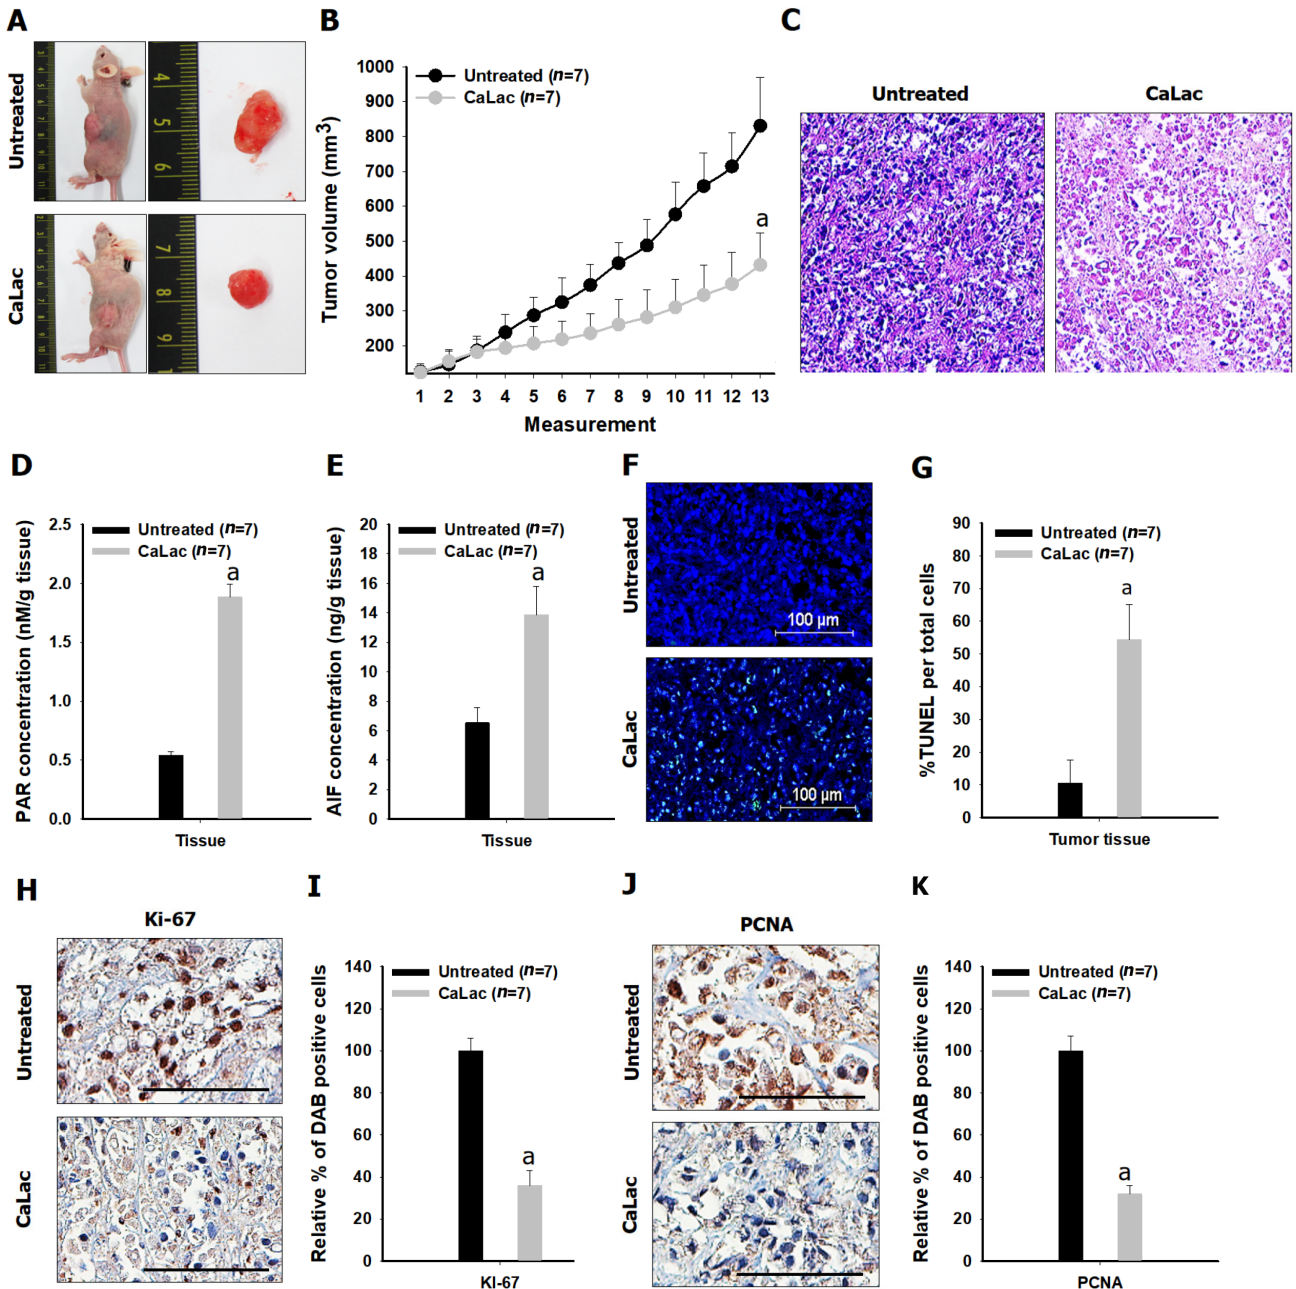 A
B
C
Untreated
CaLac
4
5
6
7
8
9
Tumor volume (mm3)
1000
900
800
700
600
500
400
300
200
Untreated (n=7)
CaLac (n=7)
a
1 2 3 4 5 6 7 8 9 10 11 12 13
Measurement
Untreated
CaLac
D
E
F
G
PAR concentration (nM/g tissue)
2.5
2.0
1.5
1.0
0.5
0.0
Untreated (n=7)
CaLac (n=7)
a
Tissue
AIF concentration (ng/g tissue)
20
18
16
14
12
10
8
6
4
2
0
Untreated (n=7)
CaLac (n=7)
a
Tissue
Untreated
100 µm
CaLac
100 µm
%TUNEL per total cells
90
80
70
60
50
40
30
20
10
0
Untreated (n=7)
CaLac (n=7)
a
Tumor tissue
H
I
J
K
Ki-67
Untreated
CaLac
Relative % of DAB positive cells
140
120
100
80
60
40
20
0
Untreated (n=7)
CaLac (n=7)
a
KI-67
PCNA
Untreated
CaLac
Relative % of DAB positive cells
140
120
100
80
60
40
20
0
Untreated (n=7)
CaLac (n=7)
a
PCNA